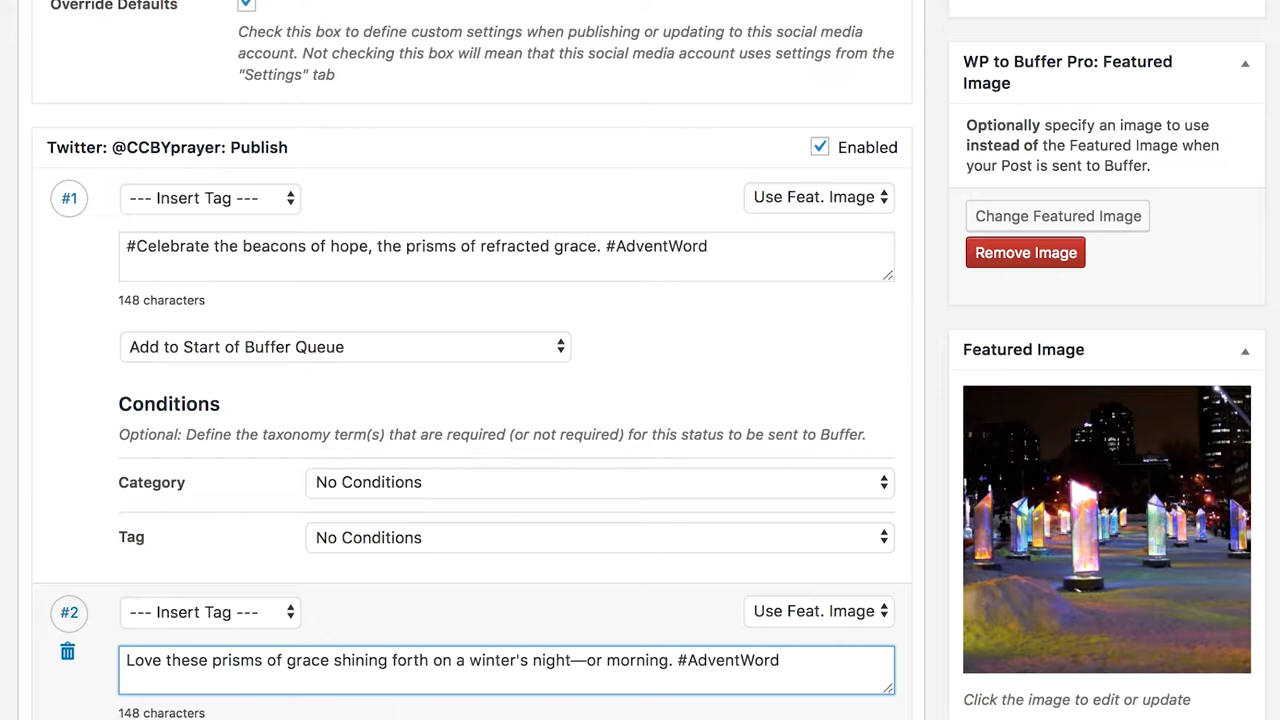 Override Defaults
Check this box to define custom settings when publishing or updating to this social media
account. Not checking this box will mean that this social media account uses settings from the
"Settings" tab
Twitter: @CCBYprayer: Publish
Enabled
#1
--- Insert Tag ---
Use Feat. Image
#Celebrate the beacons of hope, the prisms of refracted grace. #AdventWord
148 characters
Add to Start of Buffer Queue
Conditions
Optional: Define the taxonomy term(s) that are required (or not required) for this status to be sent to Buffer.
Category
No Conditions
Tag
No Conditions
#2
--- Insert Tag ---
Use Feat. Image
Love these prisms of grace shining forth on a winter's night—or morning. #AdventWord
148 characters
WP to Buffer Pro: Featured
Image
Optionally specify an image to use
instead of the Featured Image when
your Post is sent to Buffer.
Change Featured Image
Remove Image
Featured Image
Click the image to edit or update